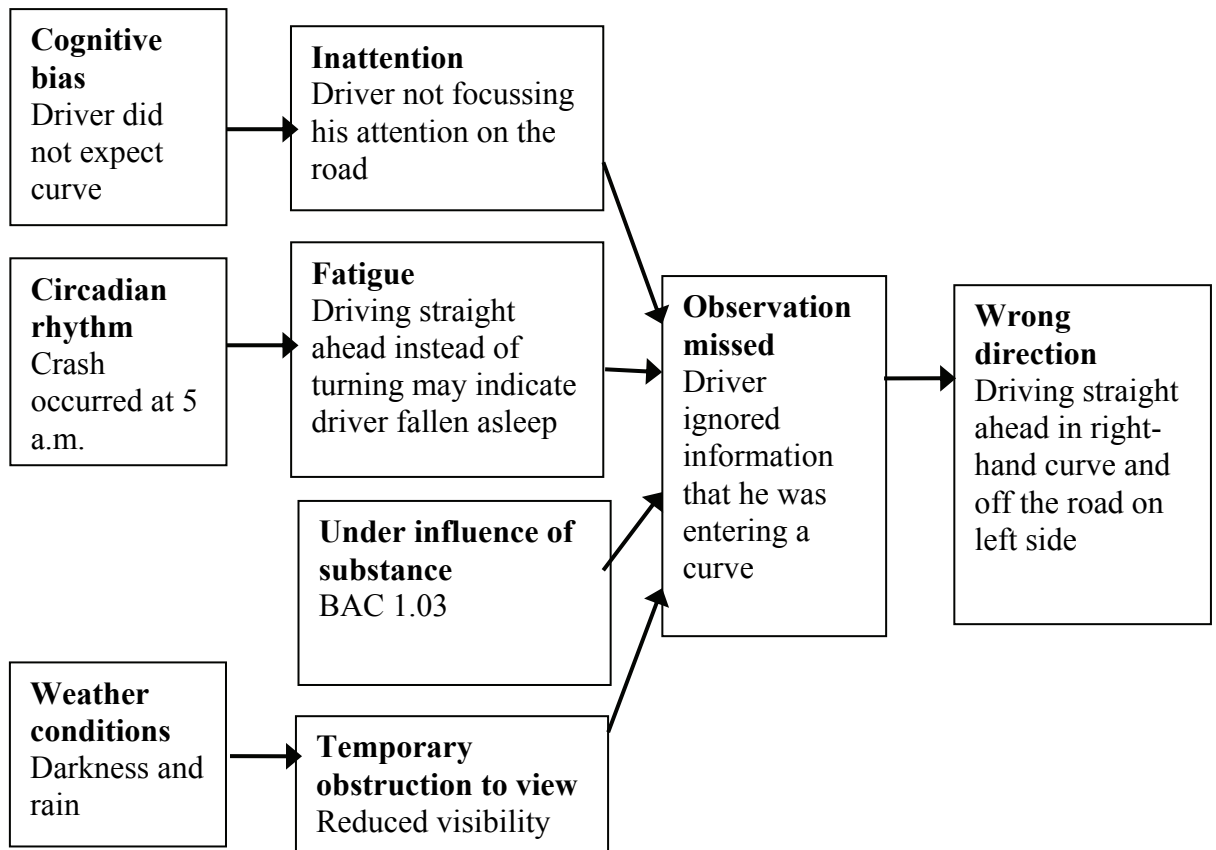 Cognitive
bias
Driver did
not expect
curve
Inattention
Driver not focussing
his attention on the
road
Circadian
rhythm
Crash
occurred at 5
a.m.
Fatigue
Driving straight
ahead instead of
turning may indicate
driver fallen asleep
Under influence of
substance
BAC 1.03
Weather
conditions
Darkness and
rain
Temporary
obstruction to view
Reduced visibility
Observation
missed
Driver
ignored
information
that he was
entering a
curve
Wrong
direction
Driving straight
ahead in right-
hand curve and
off the road on
left side